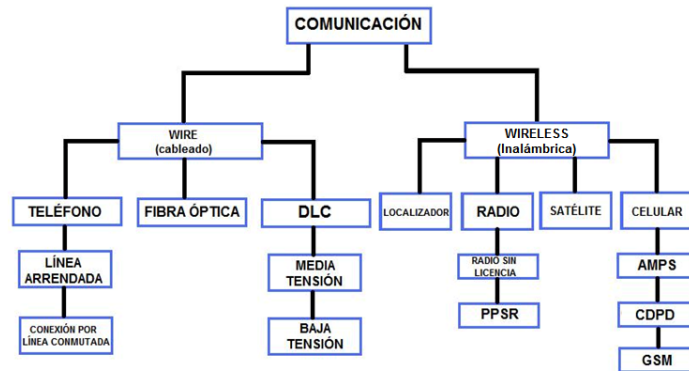 COMUNICACIÓN
WIRE
(cableado)
WIRELESS
(Inalámbrica)
TELÉFONO
FIBRA ÓPTICA
DLC
LOCALIZADOR
RADIO
SATÉLITE
CELULAR
LÍNEA
ARRENDADA
MEDIA
TENSIÓN
RADIO SIN
LICENCIA
AMPS
CONEXIÓN POR
LÍNEA CONMUTADA
BAJA
TENSIÓN
PPSR
CDPD
GSM